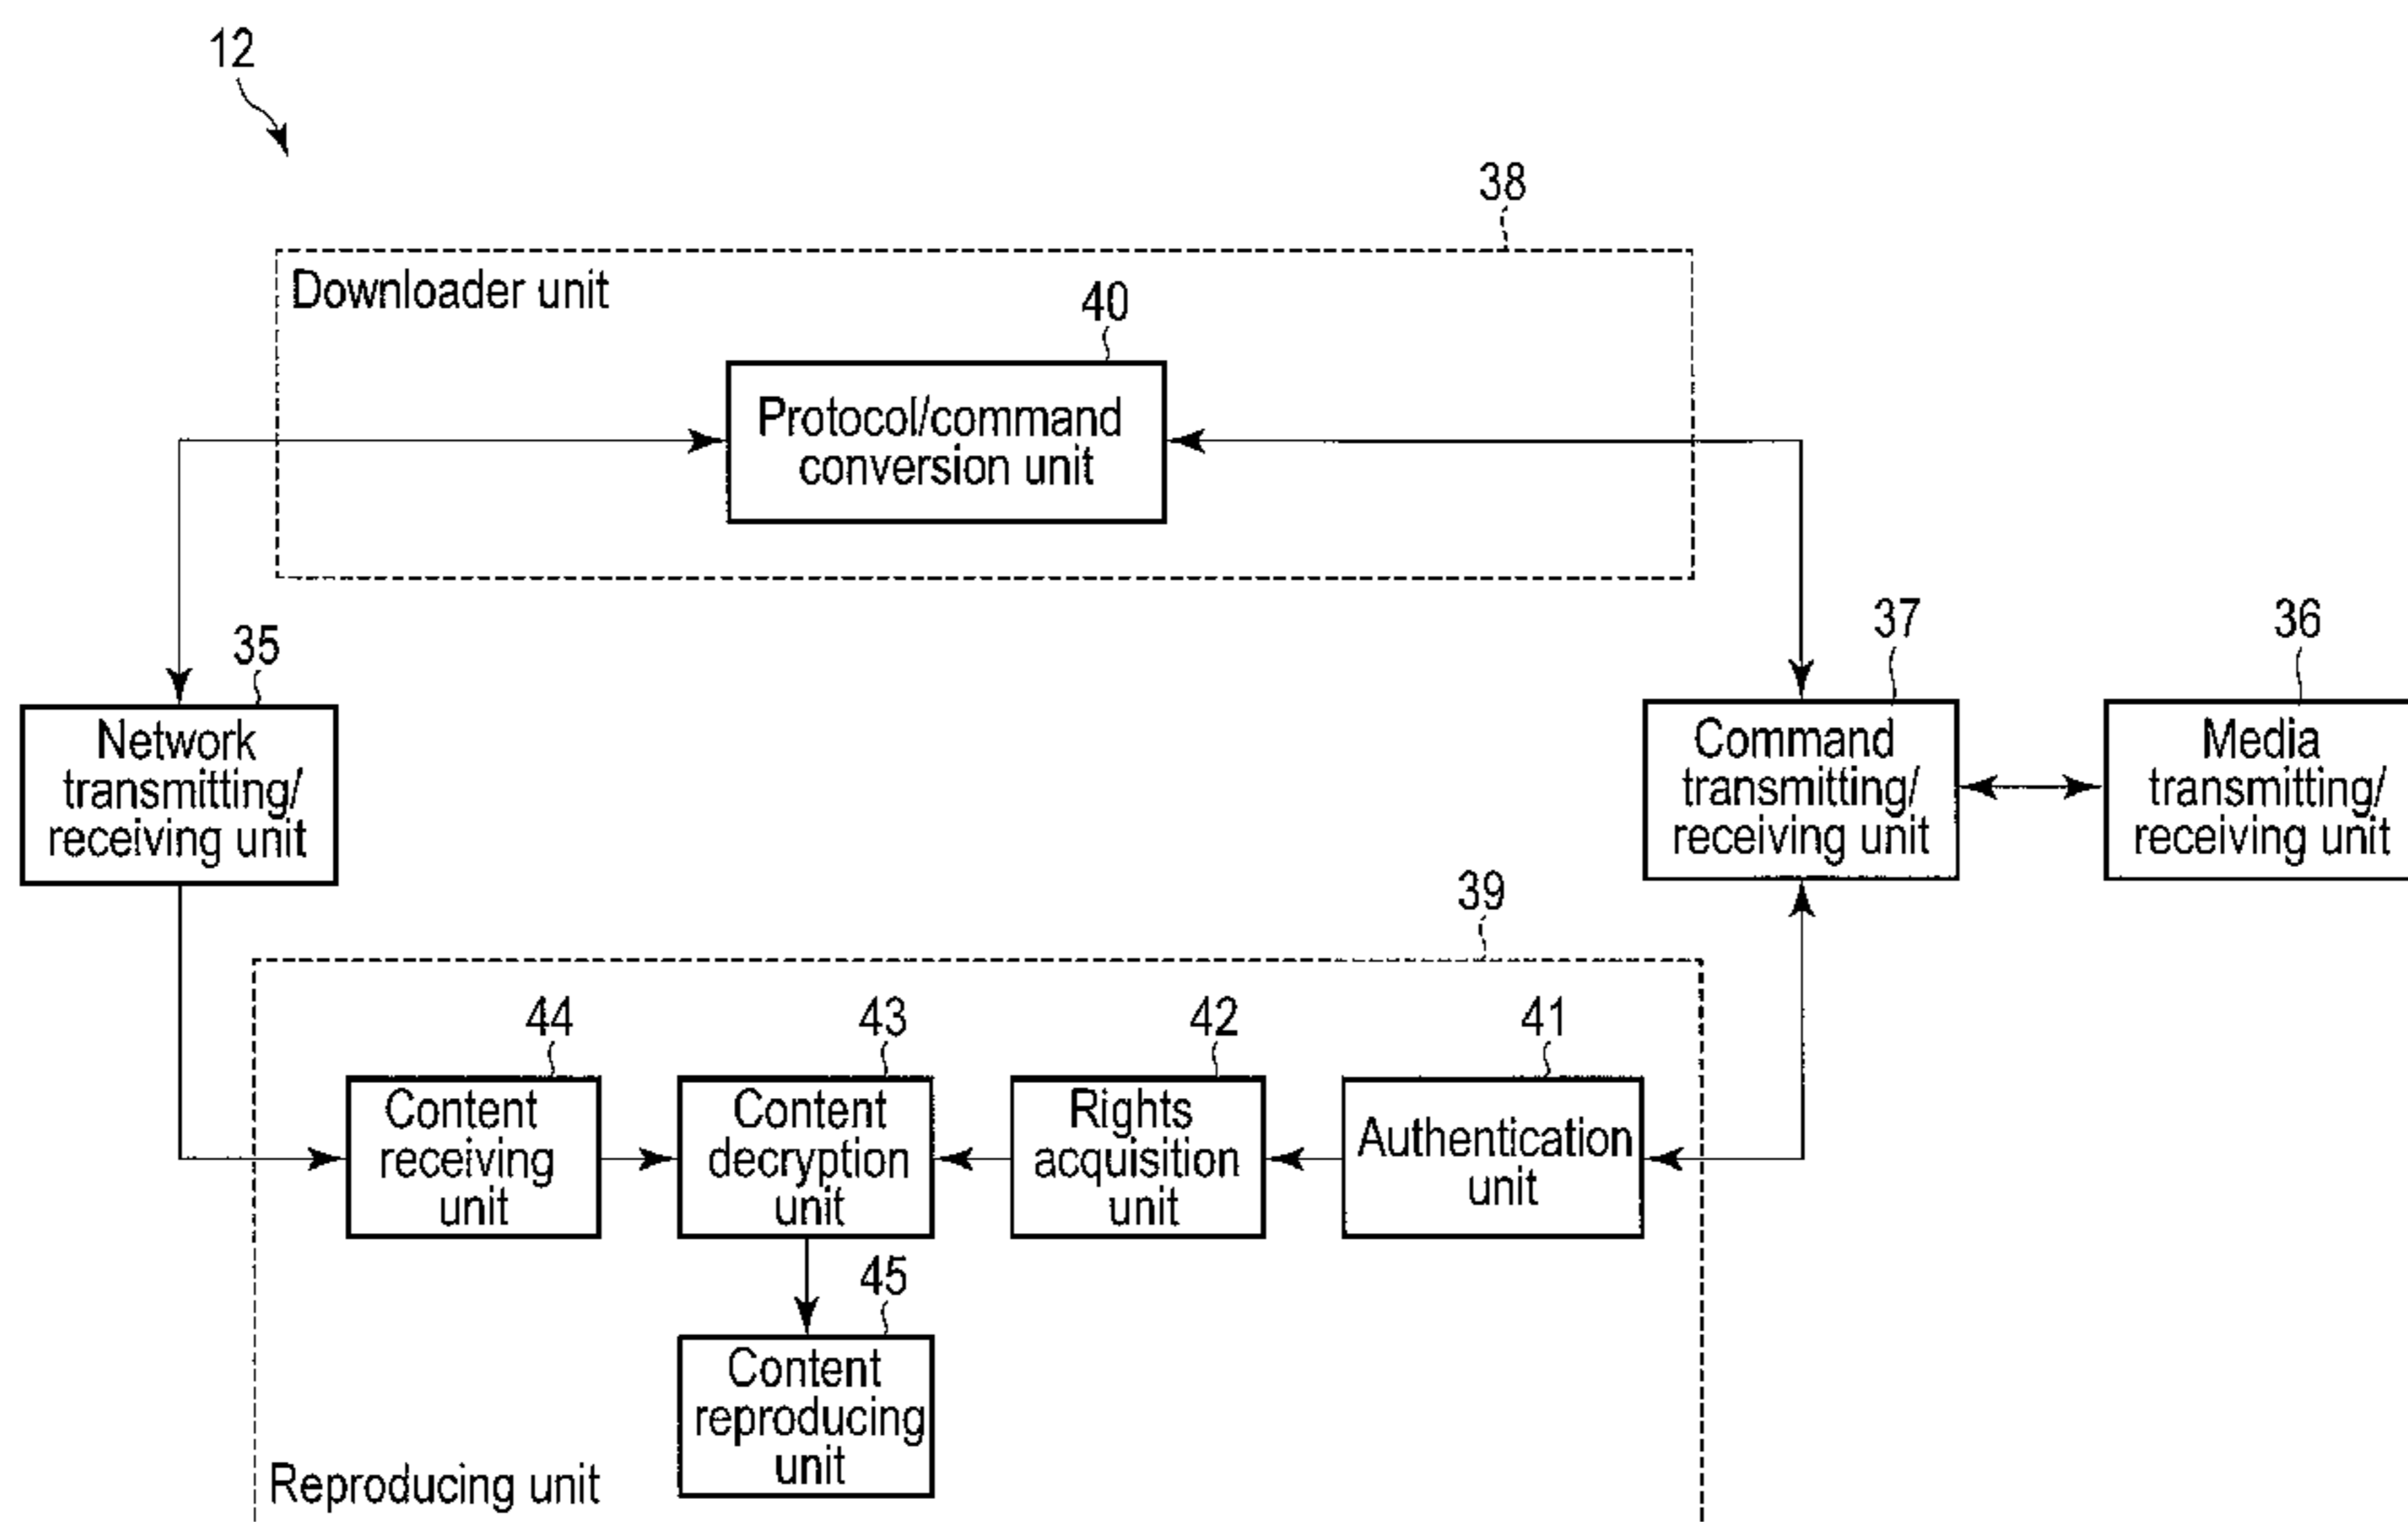 12
38
Downloader unit
40
Protocol/command
conversion unit
35
Network
transmitting/
receiving unit
37
Command
transmitting/
receiving unit
36
Media
transmitting/
receiving unit
39
44
Content
receiving
unit
43
Content
decryption
unit
42
Rights
acquisition
unit
41
Authentication
unit
45
Content
reproducing
unit
Reproducing unit